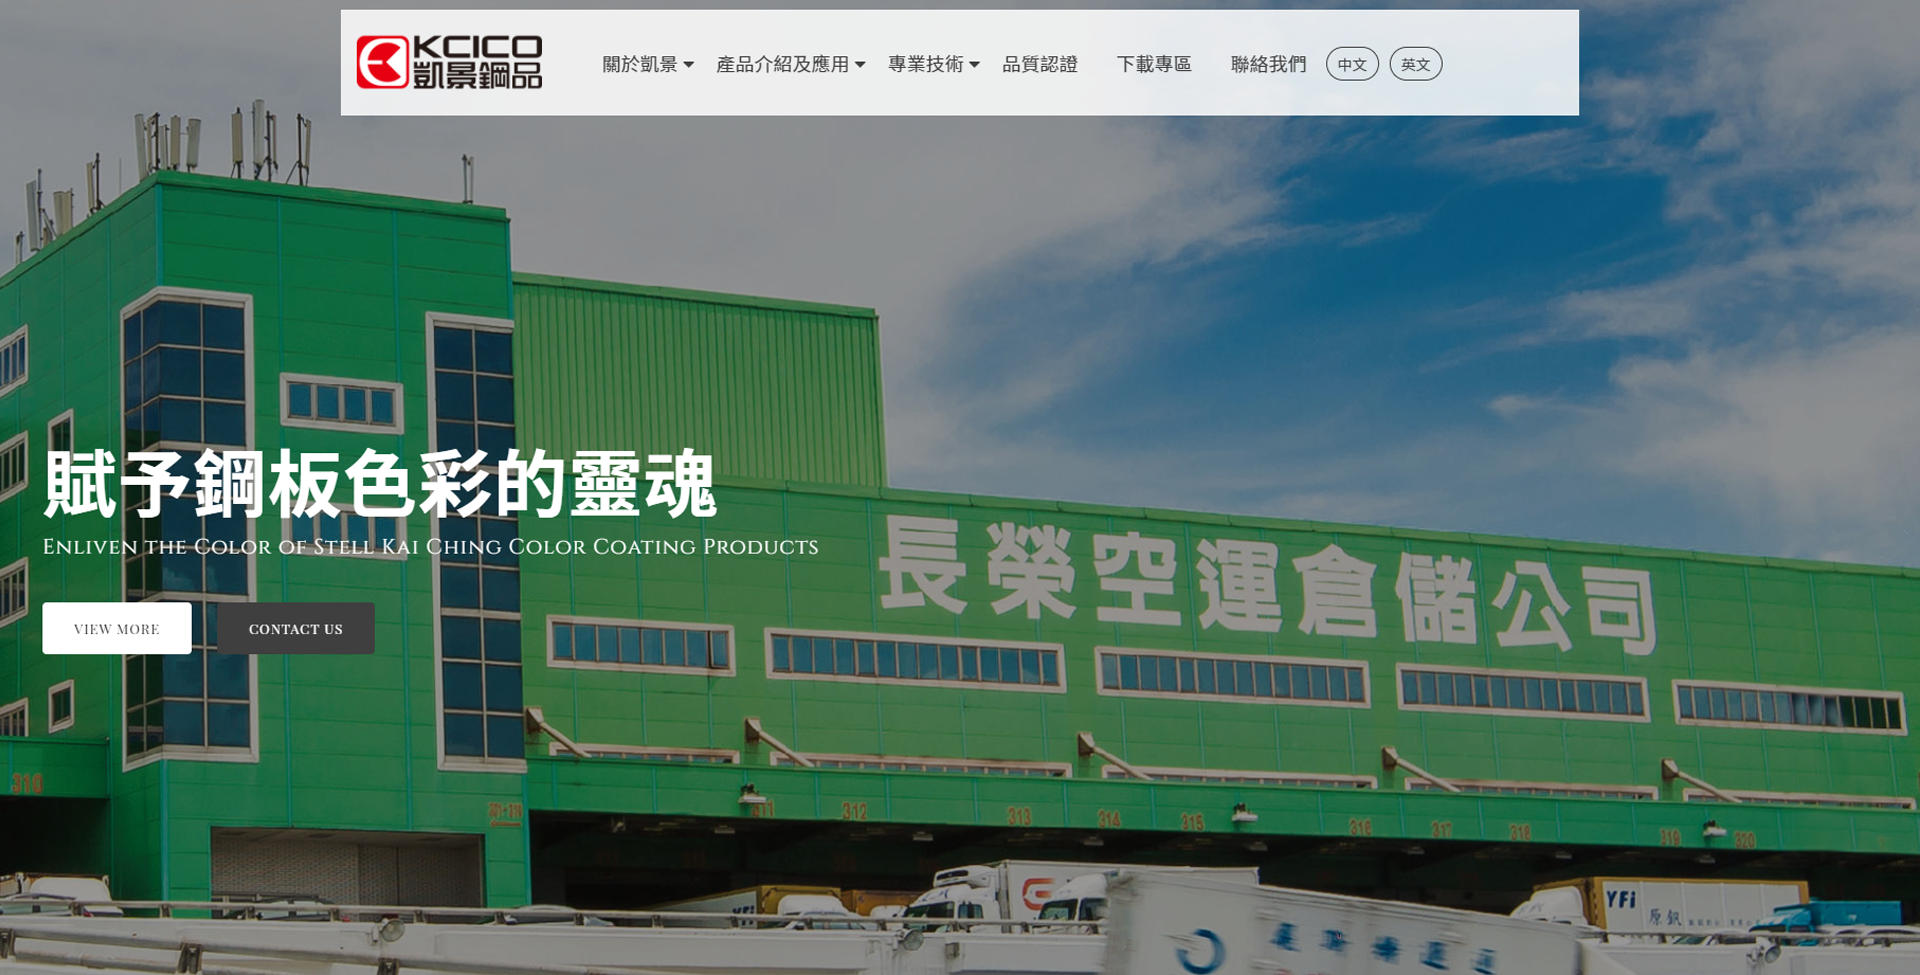 KCICO
凱景鋼品
關於凱景 產品介紹及應用 專業技術 品質認證 下載專區 聯絡我們 中文 英文
賦予鋼板色彩的靈魂
Enliven the Color of Stell Kai Ching Color Coating Products
VIEW MORE CONTACT US
長榮空運倉儲公司
310
311 312 313 314 315 316 317 318 319 320
YFi
YFi 原釩